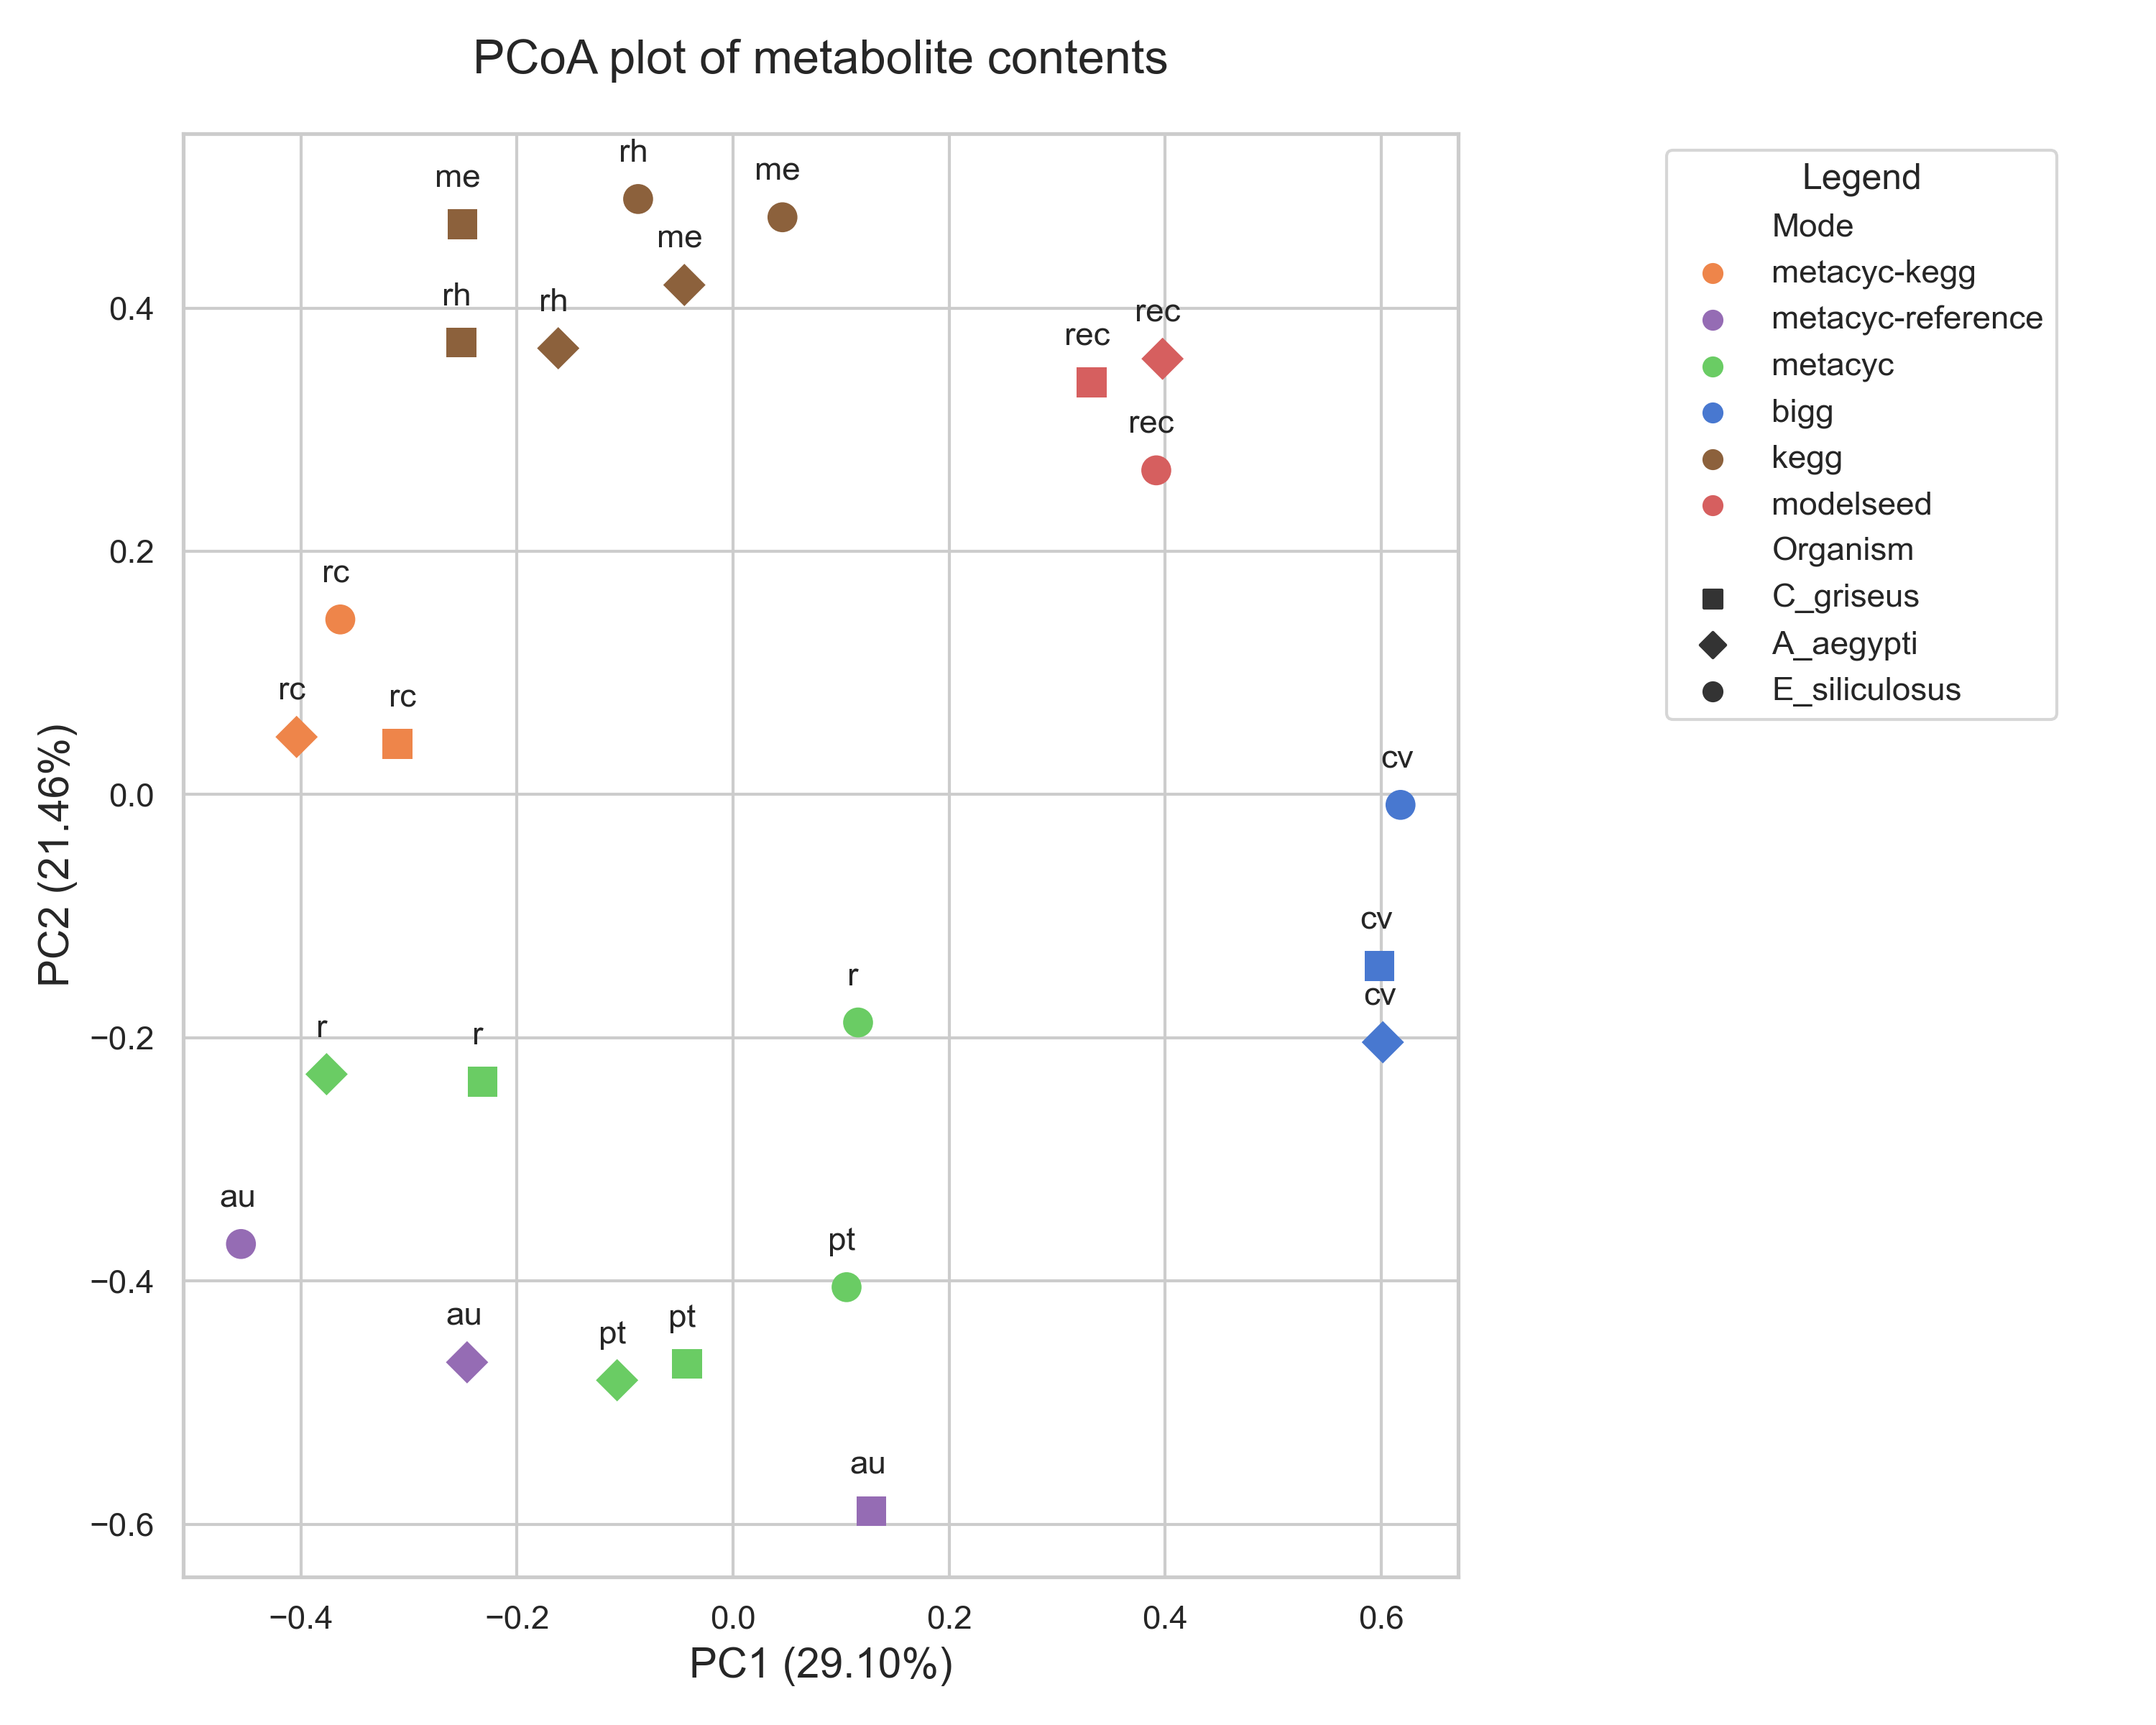 PCoA plot of metabolite contents
rh
me
me
me
rh
rh
rec
rec
rec
rc
rc
rc
cv
cv
cv
r
r
r
au
pt
au
pt
pt
au
0.4
0.2
0.0
−0.2
−0.4
−0.6
PC2 (21.46%)
−0.4
−0.2
0.0
0.2
0.4
0.6
PC1 (29.10%)
Legend
Mode
metacyc-kegg
metacyc-reference
metacyc
bigg
kegg
modelseed
Organism
C_griseus
A_aegypti
E_siliculosus